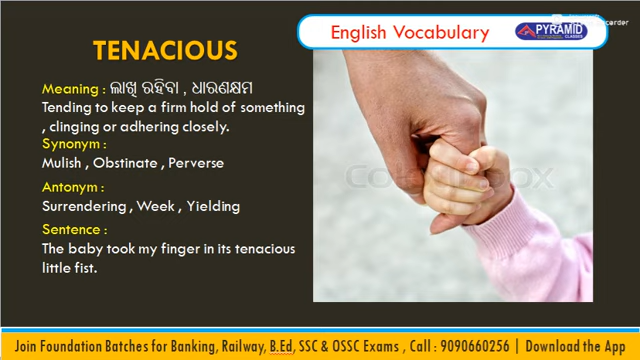 English Vocabulary
PYRAMID
CLASSES
TENACIOUS
Meaning : ଲାଖି ରହିବା , ଧାରଣକ୍ଷମ
Tending to keep a firm hold of something
, clinging or adhering closely.
Synonym :
Mulish , Obstinate , Perverse
Antonym :
Surrendering , Week , Yielding
Sentence :
The baby took my finger in its tenacious
little fist.
Join Foundation Batches for Banking, Railway, B.Ed, SSC & OSSC Exams , Call : 9090660256 | Download the App